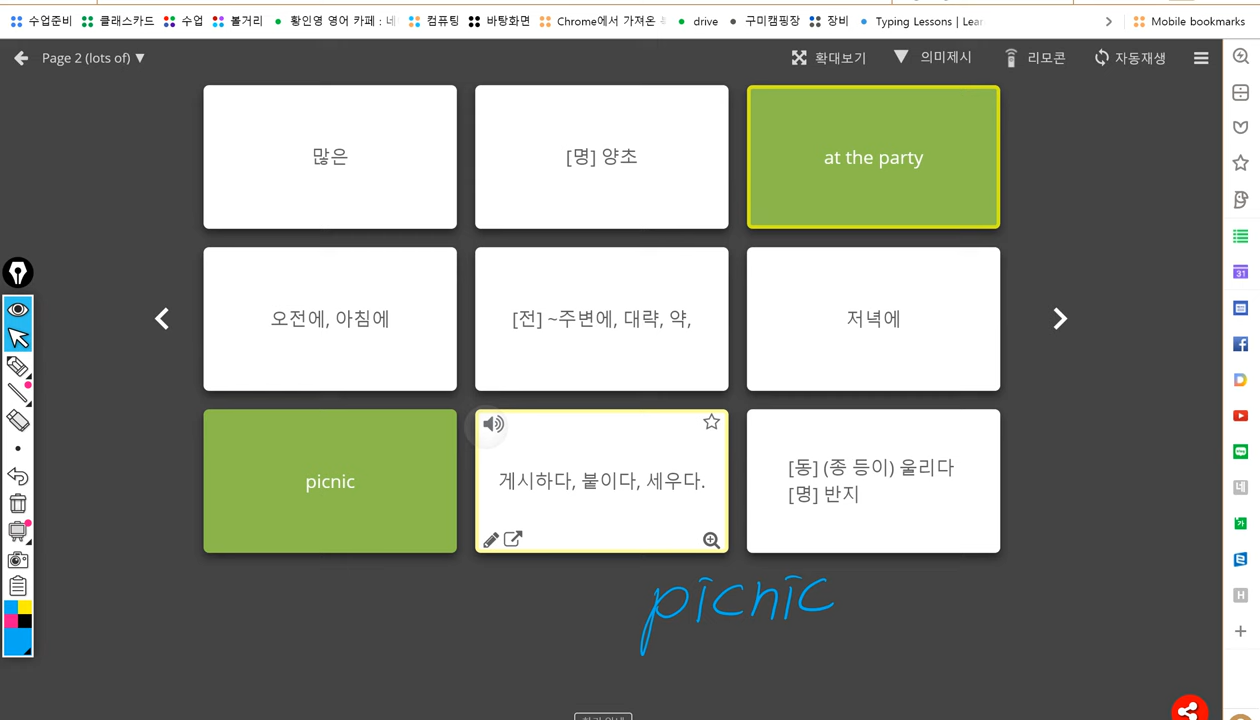 수업준비 클래스카드 수업 볼거리 황인영 영어 카페 : 네 컴퓨팅 바탕화면 Chrome에서 가져온 drive 구미캠핑장 장비 Typing Lessons | Lear Mobile bookmarks
Page 2 (lots of) ▼ 확대보기 의미제시 리모콘 자동재생
많은
[명] 양초
at the party
오전에, 아침에
[전] ~주변에, 대략, 약,
저녁에
picnic
게시하다, 붙이다, 세우다.
[동] (종 등이) 울리다
[명] 반지
picnic
31